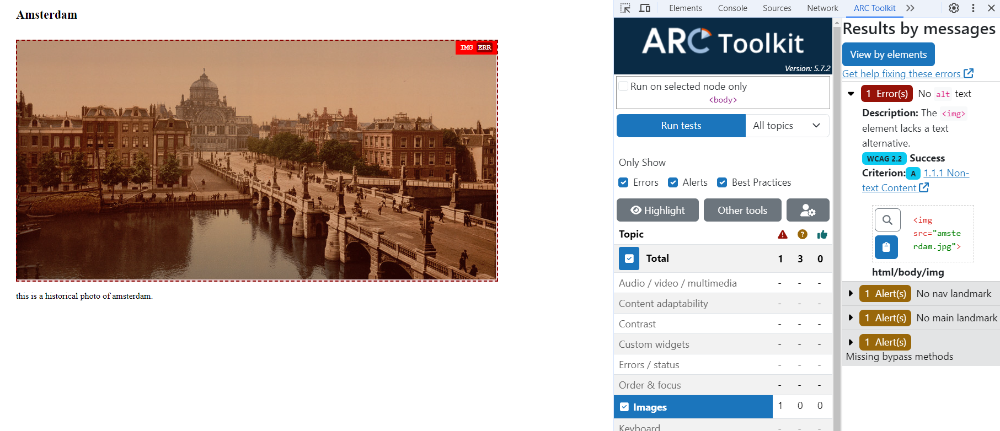 Amsterdam
IMG ERR
this is a historical photo of amsterdam.
Elements Console Sources Network ARC Toolkit
ARC Toolkit
Version: 5.7.2
Run on selected node only
<body>
Run tests All topics
Only Show
Errors Alerts Best Practices
Highlight Other tools
Topic
Total 1 3 0
Audio / video / multimedia - - -
Content adaptability - - -
Contrast - - -
Custom widgets - - -
Errors / status - - -
Order & focus - - -
Images 1 0 0
Keyboard - - -
Results by messages
View by elements
Get help fixing these errors
1 Error(s) No alt text
Description: The <img>
element lacks a text
alternative.
WCAG 2.2 Success
Criterion: A 1.1.1 Non-
text Content
<img
src="amste
rdam.jpg">
html/body/img
1 Alert(s) No nav landmark
1 Alert(s) No main landmark
1 Alert(s)
Missing bypass methods